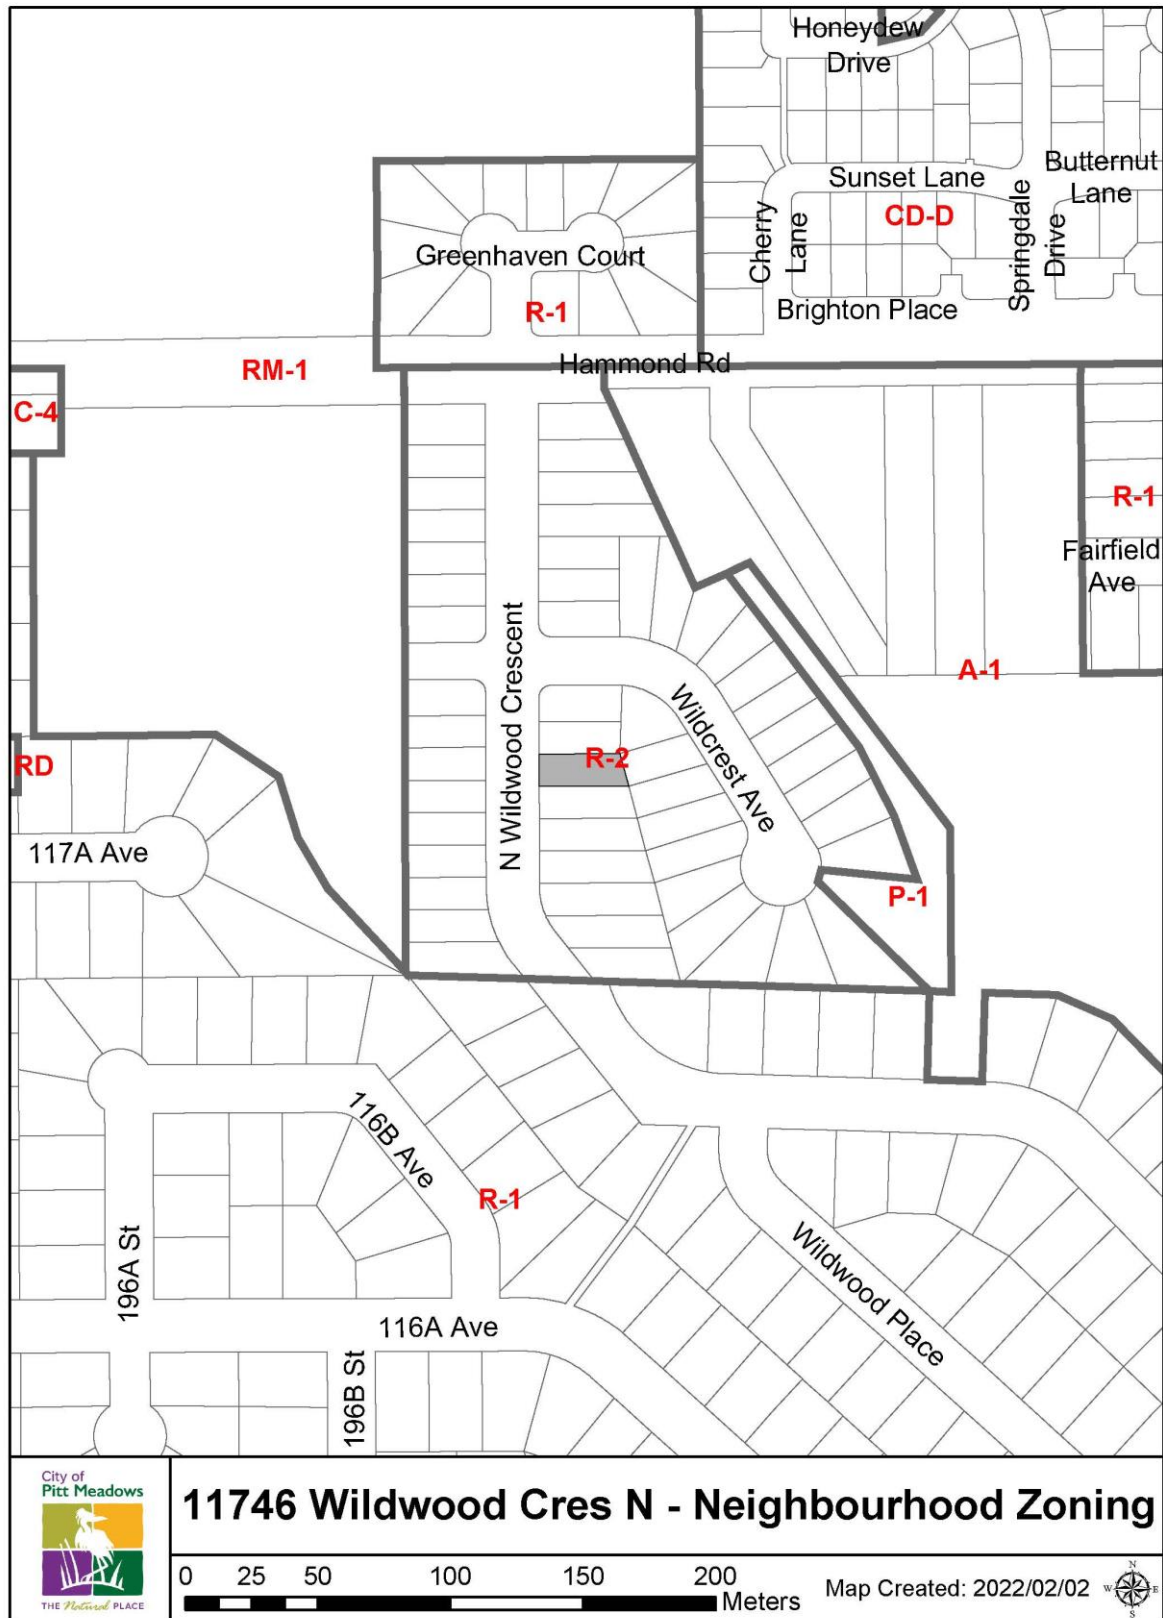 Honeydew
Drive
Butternut
Lane
Sunset Lane
CD-D
Cherry
Lane
Springdale
Drive
Greenhaven Court
Brighton Place
R-1
Hammond Rd
RM-1
C-4
R-1
Fairfield
Ave
N Wildwood Crescent
A-1
Wildcrest Ave
R-2
RD
117A Ave
P-1
116B Ave
R-1
196A St
Wildwood Place
116A Ave
196B St
City of
Pitt Meadows
THE Natural PLACE
11746 Wildwood Cres N - Neighbourhood Zoning
0 25 50 100 150 200
Meters
Map Created: 2022/02/02
N
W E
S